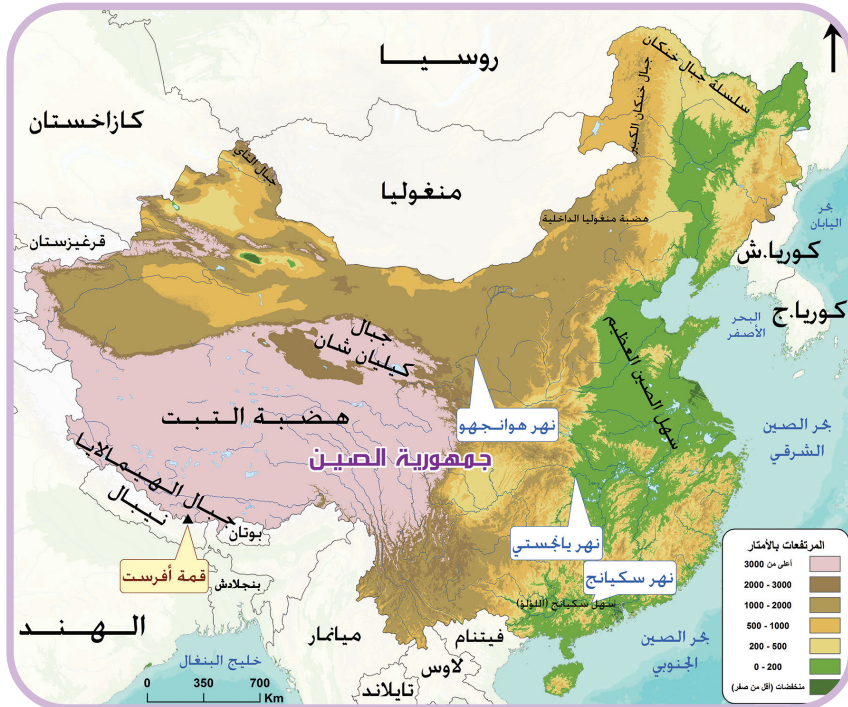 روسيا
كازاخستان
منغوليا
قرغيزستان
جبال التاي
جبال خنكان الكبير
سلسلة جبال خنكان
هضبة منغوليا الداخلية
بحر
اليابان
كوريا.ش
كوريا.ج
البحر
الأصفر
جبال
كيليان شان
سهل الصين العظيم
هضبة التبت
نهر هوانجهو
جمهورية الصين
بحر الصين
الشرقي
جبال الهيمالايا
نيبال
بوتان
قمة أفرست
بنجلادش
نهر يانجستي
نهر سكيانج
سهل سكيانج (اللؤلؤ)
الهند
ميانمار
فيتنام
لاوس
تايلاند
خليج البنغال
بحر الصين
الجنوبي
0 350 700
Km
المرتفعات بالأمتار
أعلى من 3000
2000 - 3000
1000 - 2000
500 - 1000
200 - 500
0 - 200
منخفضات (أقل من صفر)